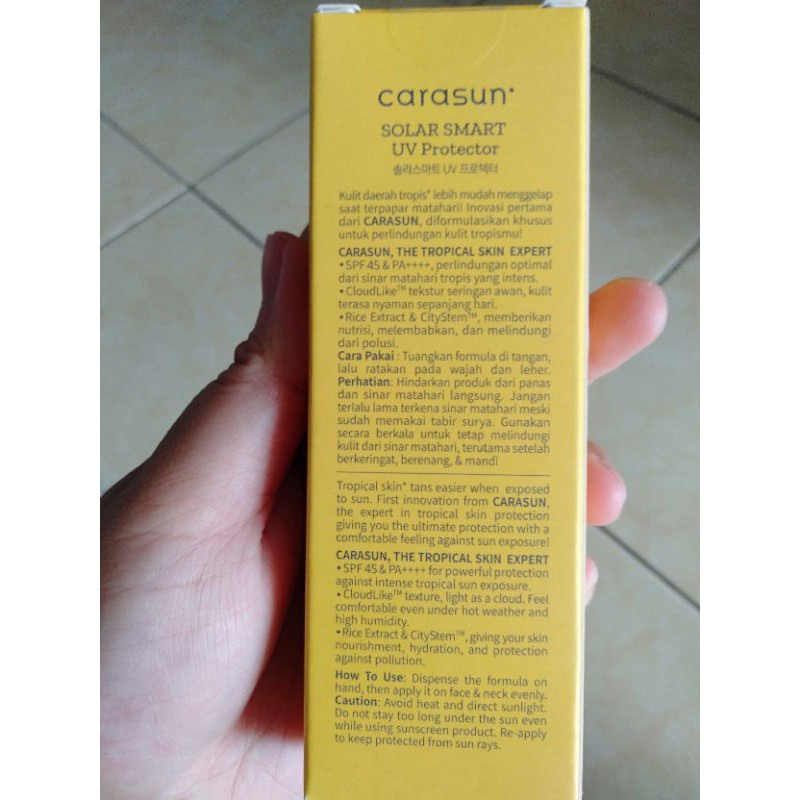 carasun
SOLAR SMART
UV Protector
솔라스마트 UV 프로텍터
Kulit daerah tropis* lebih mudah menggelap
saat terpapar matahari! Inovasi pertama
dari CARASUN, diformulasikan khusus
untuk perlindungan kulit tropismu!
CARASUN, THE TROPICAL SKIN EXPERT
•SPF 45 & PA++++, perlindungan optimal
dari sinar matahari tropis yang intens.
•CloudLike™ tekstur seringan awan, kulit
terasa nyaman sepanjang hari.
•Rice Extract & CityStem™, memberikan
nutrisi, melembabkan, dan melindungi
dari polusi.
Cara Pakai : Tuangkan formula di tangan,
lalu ratakan pada wajah dan leher.
Perhatian: Hindarkan produk dari panas
dan sinar matahari langsung. Jangan
terlalu lama terkena sinar matahari meski
sudah memakai tabir surya. Gunakan
secara berkala untuk tetap melindungi
kulit dari sinar matahari, terutama setelah
berkeringat, berenang, & mandi
Tropical skin* tans easier when exposed
to sun. First innovation from CARASUN,
the expert in tropical skin protection
giving you the ultimate protection with a
comfortable feeling against sun exposure!
CARASUN, THE TROPICAL SKIN EXPERT
•SPF 45 & PA++++ for powerful protection
against intense tropical sun exposure.
•CloudLike™ texture, light as a cloud. Feel
comfortable even under hot weather and
high humidity.
•Rice Extract & CityStem™, giving your skin
nourishment, hydration, and protection
against pollution.
How To Use: Dispense the formula on
hand, then apply it on face & neck evenly.
Caution: Avoid heat and direct sunlight.
Do not stay too long under the sun even
while using sunscreen product. Re-apply
to keep protected from sun rays.